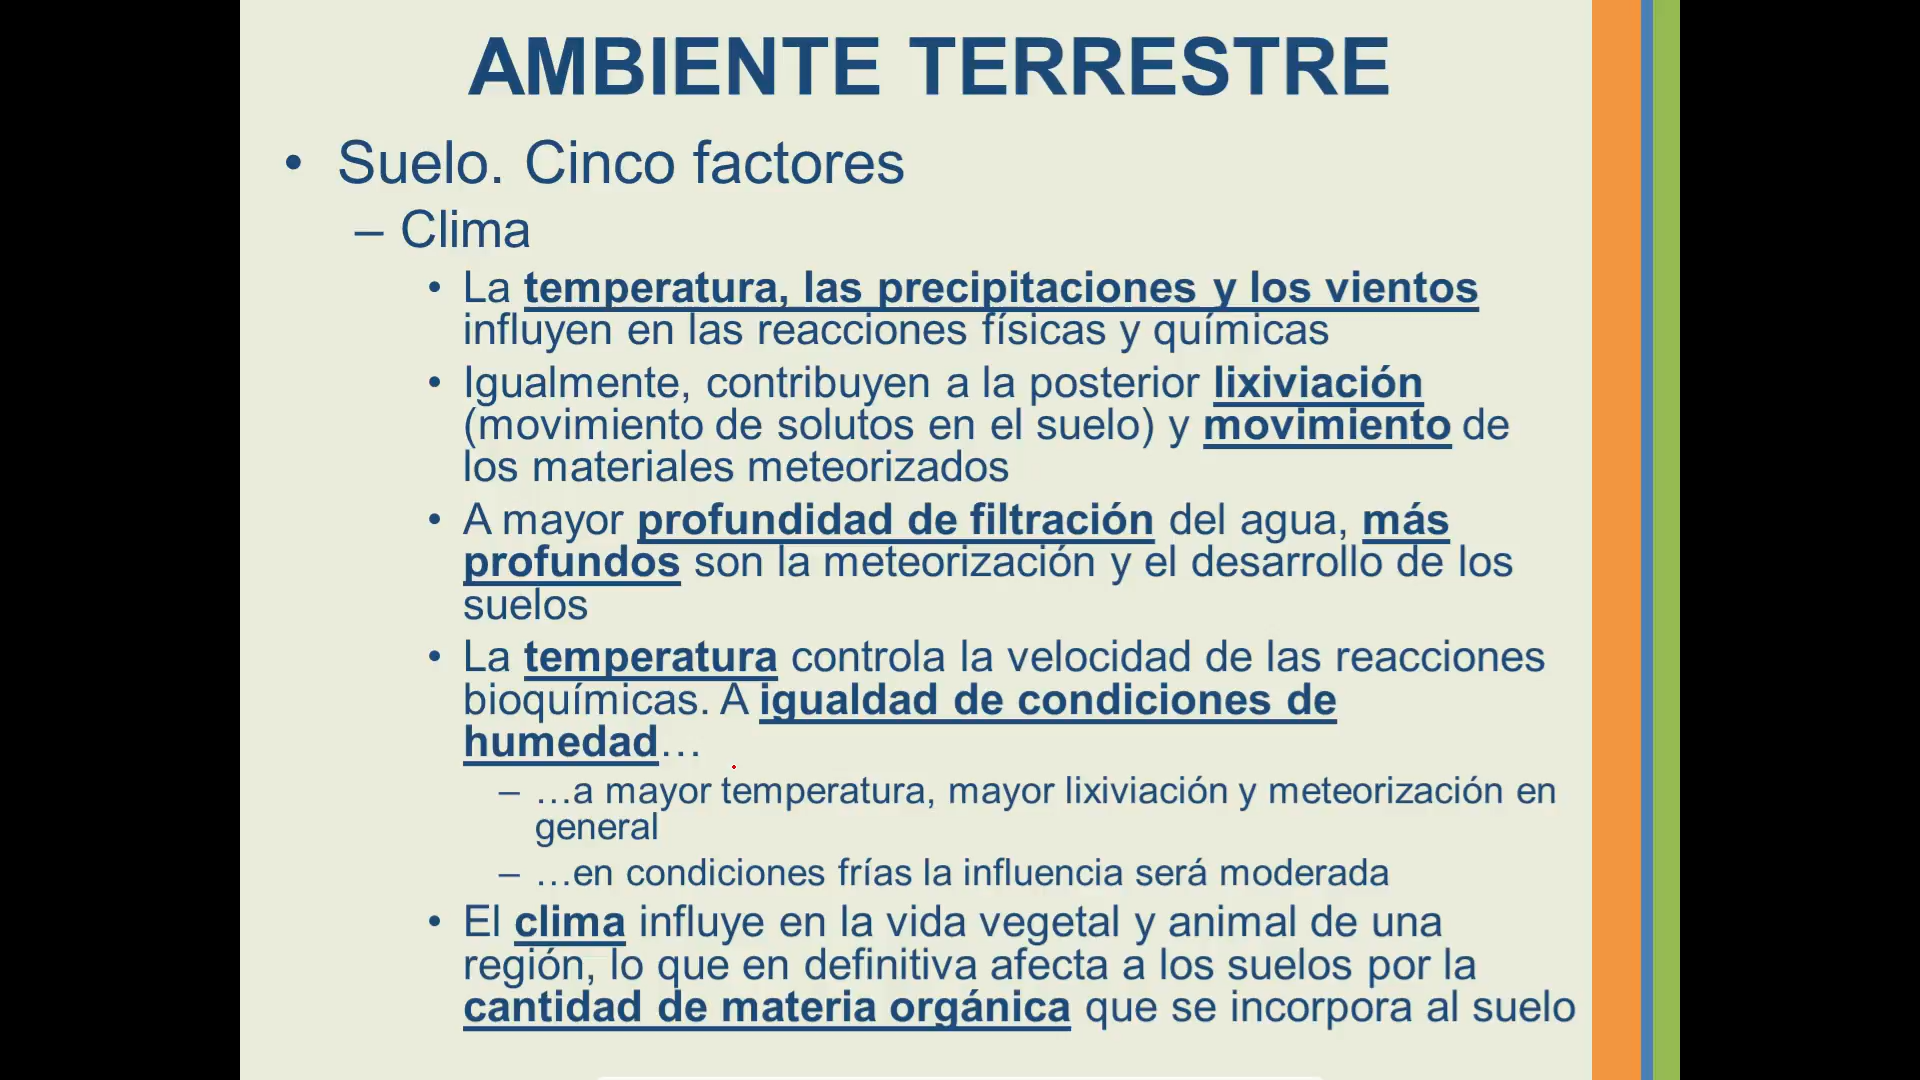 AMBIENTE TERRESTRE
• Suelo. Cinco factores
– Clima
• La temperatura, las precipitaciones y los vientos
influyen en las reacciones físicas y químicas
• Igualmente, contribuyen a la posterior lixiviación
(movimiento de solutos en el suelo) y movimiento de
los materiales meteorizados
• A mayor profundidad de filtración del agua, más
profundos son la meteorización y el desarrollo de los
suelos
• La temperatura controla la velocidad de las reacciones
bioquímicas. A igualdad de condiciones de
humedad…
– …a mayor temperatura, mayor lixiviación y meteorización en
general
– …en condiciones frías la influencia será moderada
• El clima influye en la vida vegetal y animal de una
región, lo que en definitiva afecta a los suelos por la
cantidad de materia orgánica que se incorpora al suelo